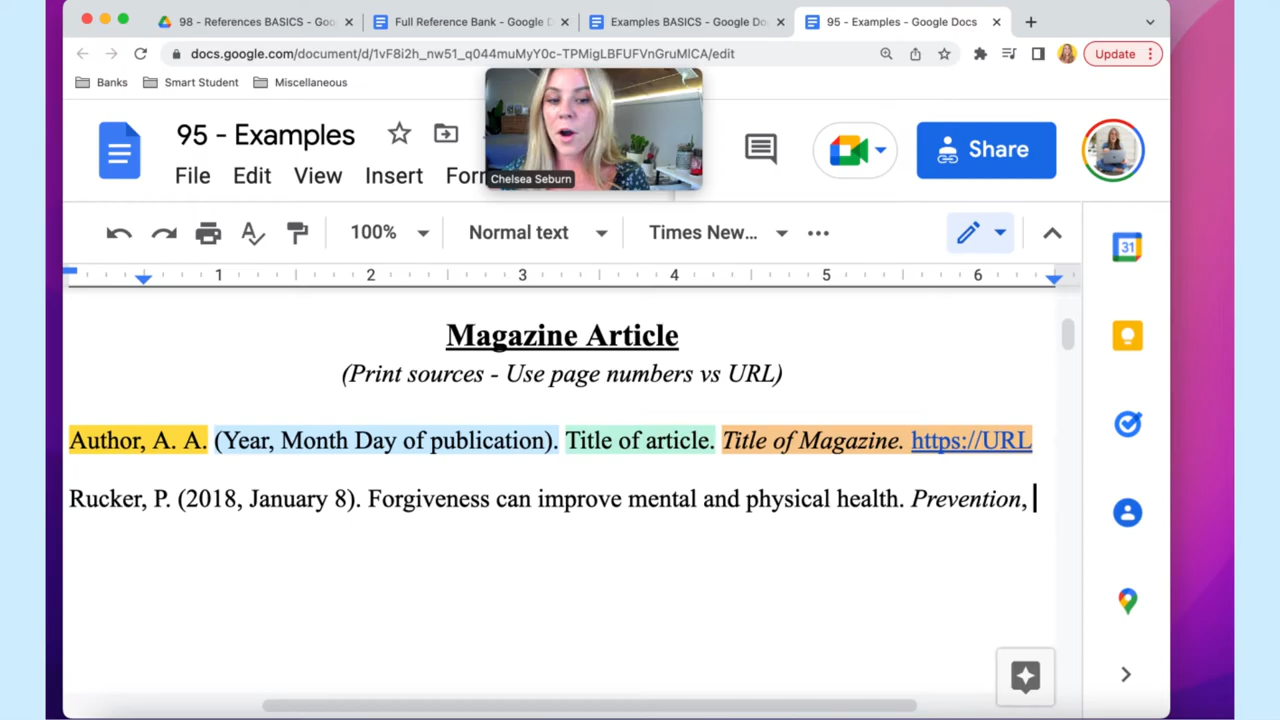 98 - References BASICS - Goo
Full Reference Bank - Google D
Examples BASICS - Google Do
95 - Examples - Google Docs
docs.google.com/document/d/1vF8i2h_nw51_q044muMyY0c-TPMigLBFUFVnGruMlCA/edit
Update
Banks
Smart Student
Miscellaneous
95 - Examples
Share
File Edit View Insert Forr
Chelsea Seburn
100% Normal text Times New...
1 2 3 4 5 6
31
Magazine Article
(Print sources - Use page numbers vs URL)
Author, A. A. (Year, Month Day of publication). Title of article. Title of Magazine. https://URL
Rucker, P. (2018, January 8). Forgiveness can improve mental and physical health. Prevention,